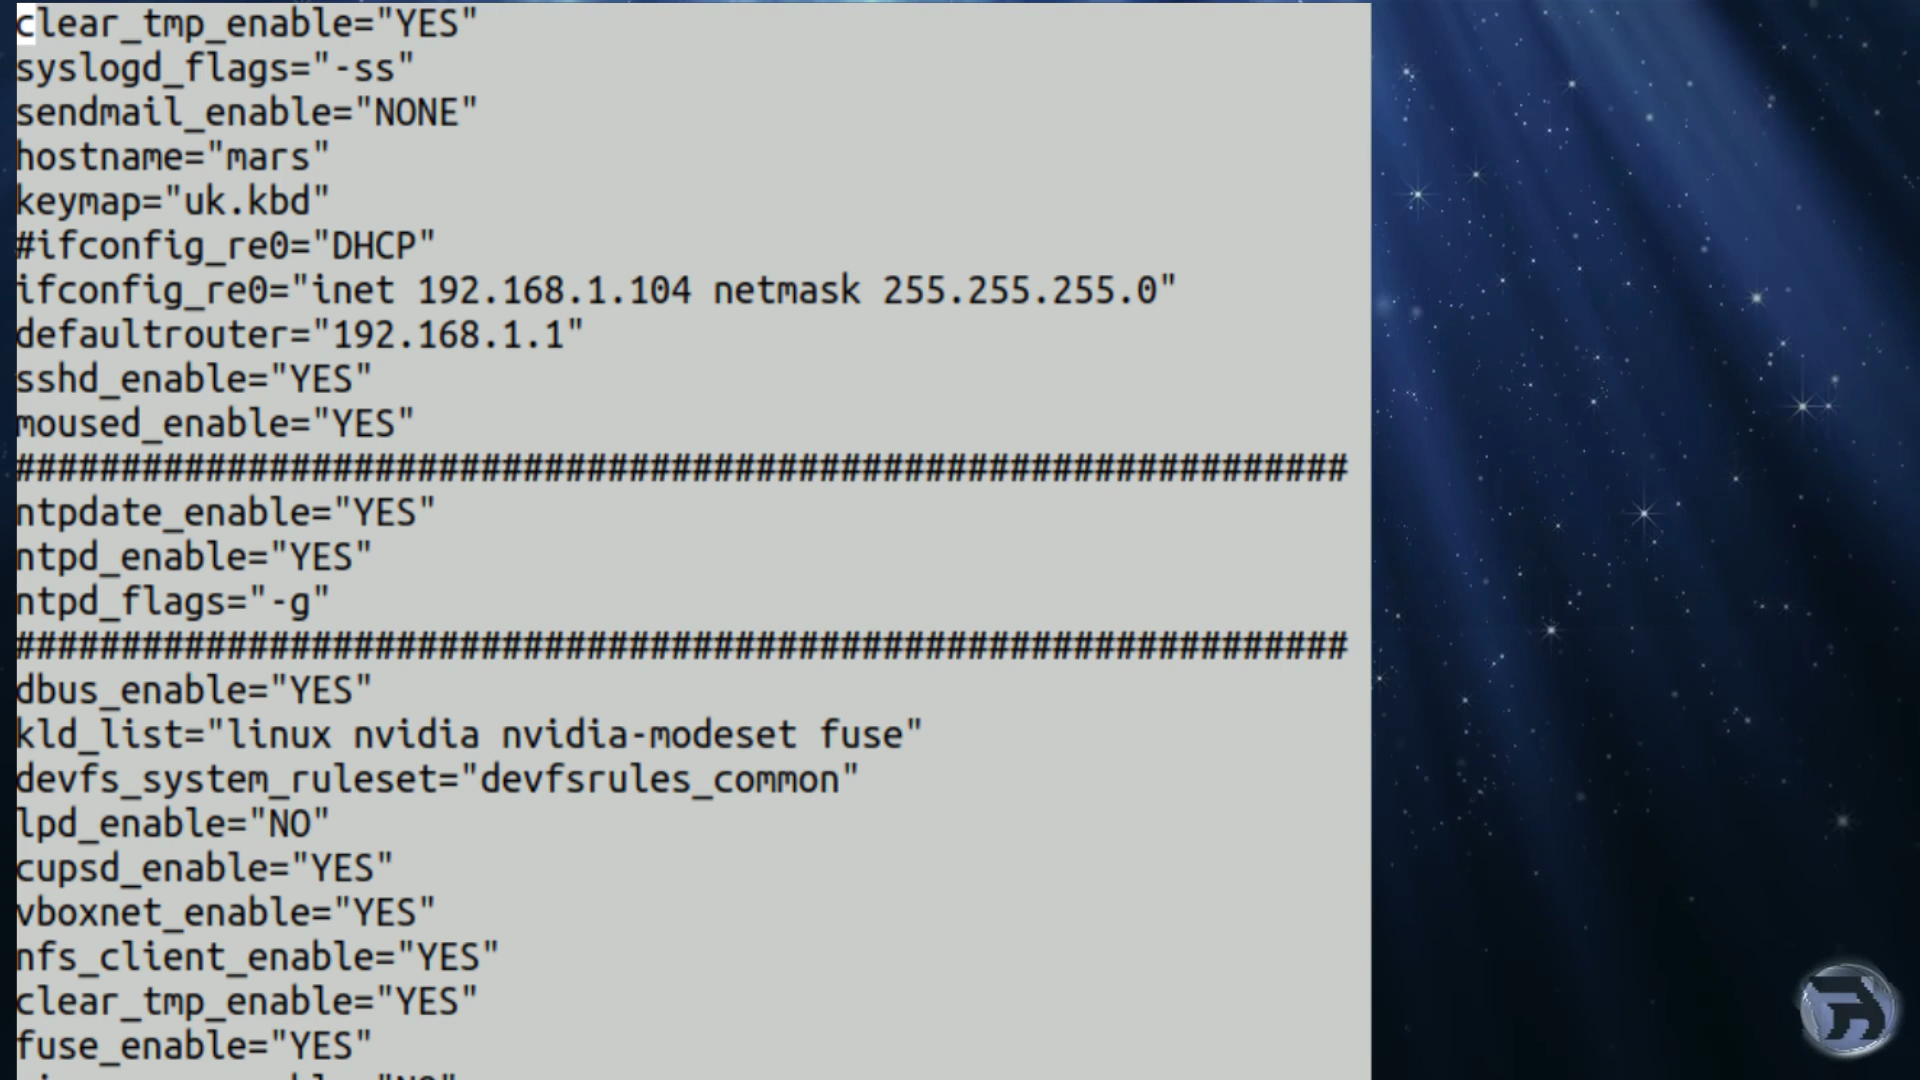 clear_tmp_enable="YES"
syslogd_flags="-ss"
sendmail_enable="NONE"
hostname="mars"
keymap="uk.kbd"
#ifconfig_re0="DHCP"
ifconfig_re0="inet 192.168.1.104 netmask 255.255.255.0"
defaultrouter="192.168.1.1"
sshd_enable="YES"
moused_enable="YES"
###############################################################
ntpdate_enable="YES"
ntpd_enable="YES"
ntpd_flags="-g"
###############################################################
dbus_enable="YES"
kld_list="linux nvidia nvidia-modeset fuse"
devfs_system_ruleset="devfsrules_common"
lpd_enable="NO"
cupsd_enable="YES"
vboxnet_enable="YES"
nfs_client_enable="YES"
clear_tmp_enable="YES"
fuse_enable="YES"